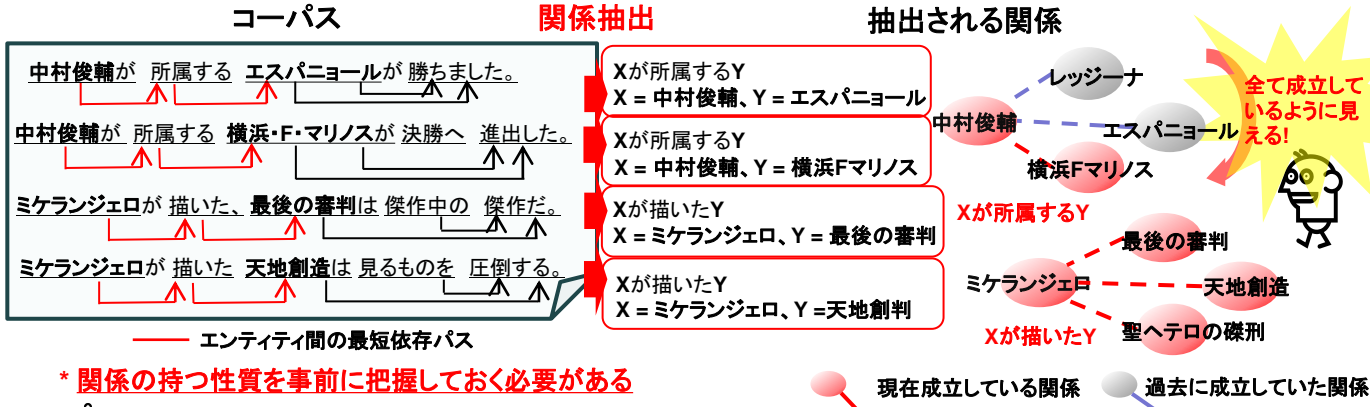 コーパス
関係抽出
抽出される関係
中村俊輔が 所属する エスパニョールが 勝ちました。
中村俊輔が 所属する 横浜・F・マリノスが 決勝へ 進出した。
ミケランジェロが 描いた、最後の審判は 傑作中の 傑作だ。
ミケランジェロが 描いた 天地創造は 見るものを 圧倒する。
Xが所属するY
X = 中村俊輔、Y = エスパニョール
Xが所属するY
X = 中村俊輔、Y = 横浜Fマリノス
Xが描いたY
X = ミケランジェロ、Y = 最後の審判
Xが描いたY
X = ミケランジェロ、Y =天地創判
レッジーナ
中村俊輔
エスパニョール
横浜Fマリノス
Xが所属するY
全て成立して
いるように見
える!
最後の審判
ミケランジェロ
天地創造
Xが描いたY
聖ヘテロの磔刑
エンティティ間の最短依存パス
* 関係の持つ性質を事前に把握しておく必要がある
現在成立している関係
過去に成立していた関係